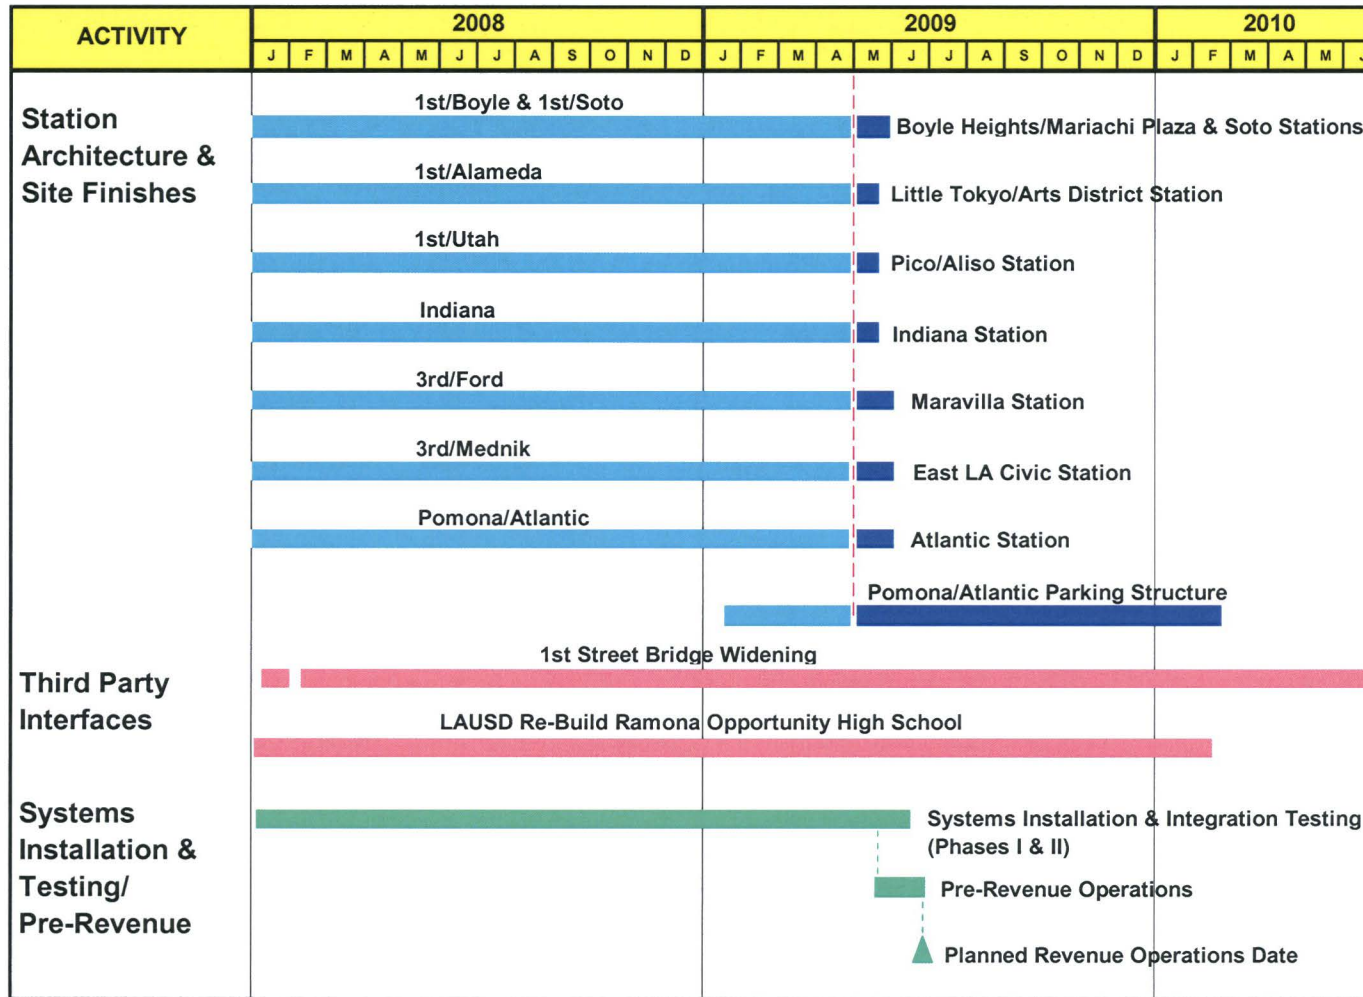 ACTIVITY
2008 2009 2010
J F M A M J J A S O N D J F M A M J J A S O N D J F M A M J
Station
Architecture &
Site Finishes
1st/Boyle & 1st/Soto
Boyle Heights/Mariachi Plaza & Soto Stations
1st/Alameda
Little Tokyo/Arts District Station
1st/Utah
Pico/Aliso Station
Indiana
Indiana Station
3rd/Ford
Maravilla Station
3rd/Mednik
East LA Civic Station
Pomona/Atlantic
Atlantic Station
Pomona/Atlantic Parking Structure
Third Party
Interfaces
1st Street Bridge Widening
LAUSD Re-Build Ramona Opportunity High School
Systems
Installation &
Testing/
Pre-Revenue
Systems Installation & Integration Testing
(Phases I & II)
Pre-Revenue Operations
Planned Revenue Operations Date